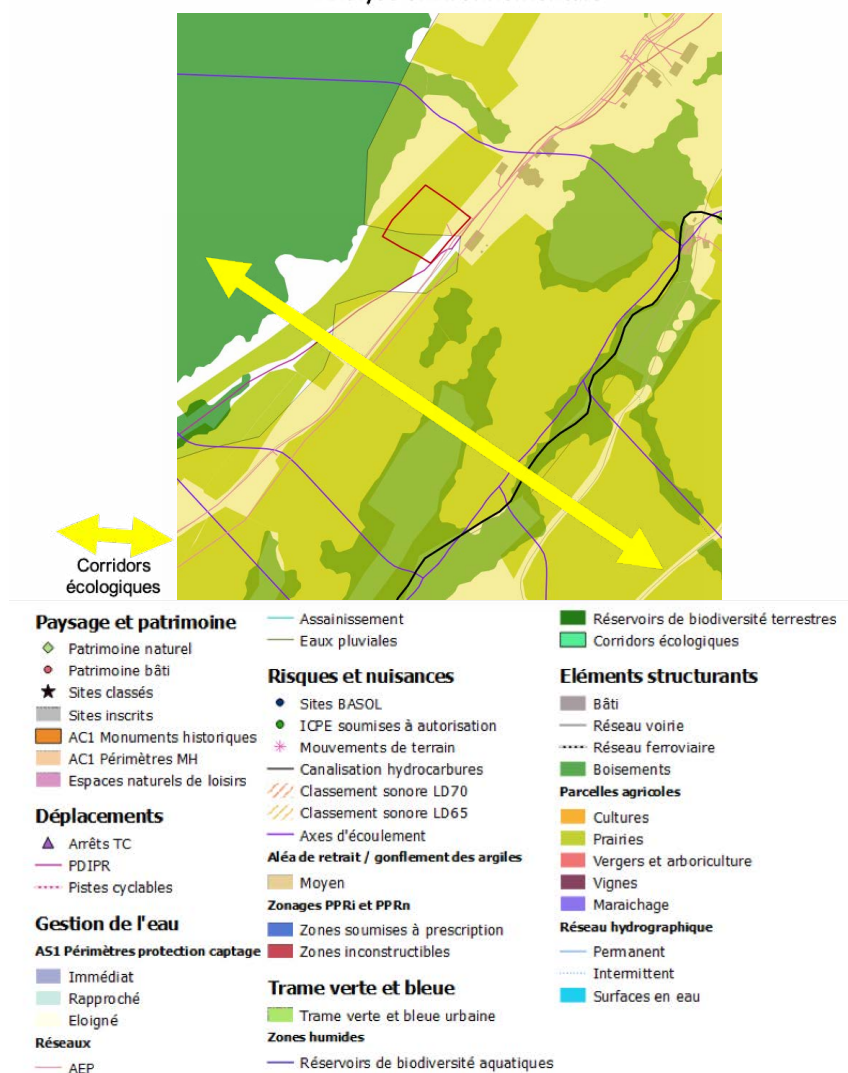 Corridors
écologiques
Paysage et patrimoine
Patrimoine naturel
Patrimoine bâti
Sites classés
Sites inscrits
AC1 Monuments historiques
AC1 Périmètres MH
Espaces naturels de loisirs
Déplacements
Arrêts TC
PDIPR
Pistes cyclables
Gestion de l'eau
AS1 Périmètres protection captage
Immédiat
Rapproché
Eloigné
Réseaux
AEP
Assainissement
Eaux pluviales
Risques et nuisances
Sites BASOL
ICPE soumises à autorisation
Mouvements de terrain
Canalisation hydrocarbures
Classement sonore LD70
Classement sonore LD65
Axes d'écoulement
Aléa de retrait / gonflement des argiles
Moyen
Zonages PPRi et PPRn
Zones soumises à prescription
Zones inconstructibles
Trame verte et bleue
Trame verte et bleue urbaine
Zones humides
Réservoirs de biodiversité aquatiques
Réservoirs de biodiversité terrestres
Corridors écologiques
Eléments structurants
Bâti
Réseau voirie
Réseau ferroviaire
Boisements
Parcelles agricoles
Cultures
Prairies
Vergers et arboriculture
Vignes
Maraichage
Réseau hydrographique
Permanent
Intermittent
Surfaces en eau